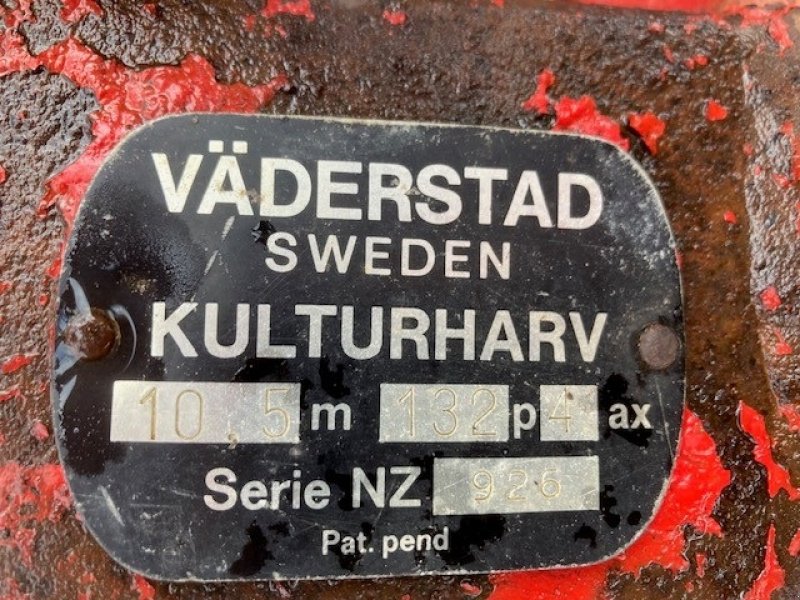 VÄDERSTAD
SWEDEN
KULTURHARV
10,5 m 132 p 4 ax
Serie NZ 926
Pat. pend